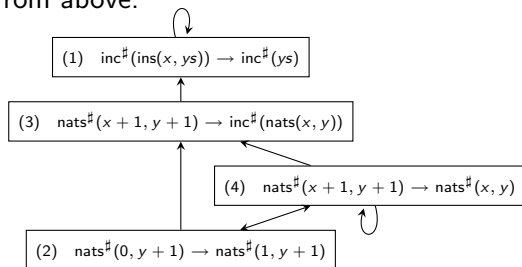 rom above.
(1) inc♯(ins(x, ys)) → inc♯(ys)
(3) nats♯(x + 1, y + 1) → inc♯(nats(x, y))
(4) nats♯(x + 1, y + 1) → nats♯(x, y)
(2) nats♯(0, y + 1) → nats♯(1, y + 1)